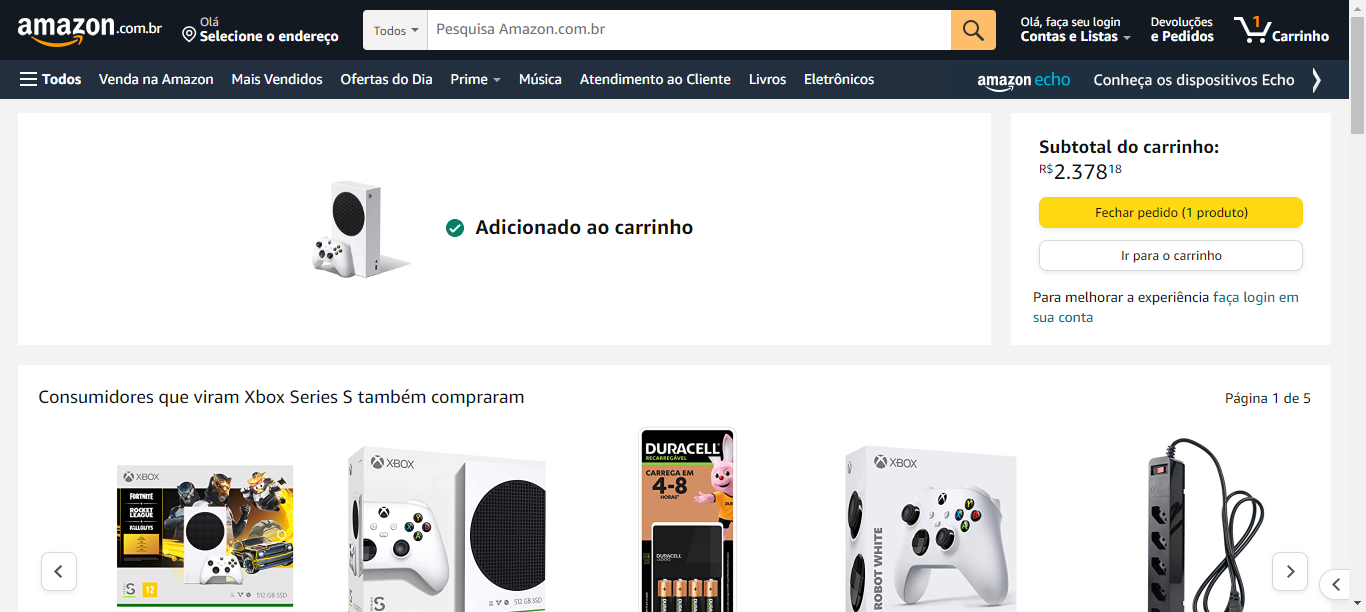 amazon.com.br
Olá
Selecione o endereço
Todos
Pesquisa Amazon.com.br
Olá, faça seu login
Contas e Listas
Devoluções
e Pedidos
1
Carrinho
Todos
Venda na Amazon
Mais Vendidos
Ofertas do Dia
Prime
Música
Atendimento ao Cliente
Livros
Eletrônicos
amazon echo
Conheça os dispositivos Echo
Adicionado ao carrinho
Subtotal do carrinho:
R$2.37818
Fechar pedido (1 produto)
Ir para o carrinho
Para melhorar a experiência faça login em
sua conta
Consumidores que viram Xbox Series S também compraram
Página 1 de 5
XBOX
FORTNITE
ROCKET
LEAGUE
FALL GUYS
S
12
512 GB SSD
XBOX
S
512 GB SSD
DURACELL
RECARREGÁVEL
CARREGA EM
4-8
HORAS*
DURACELL
XBOX
ROBOT WHITE